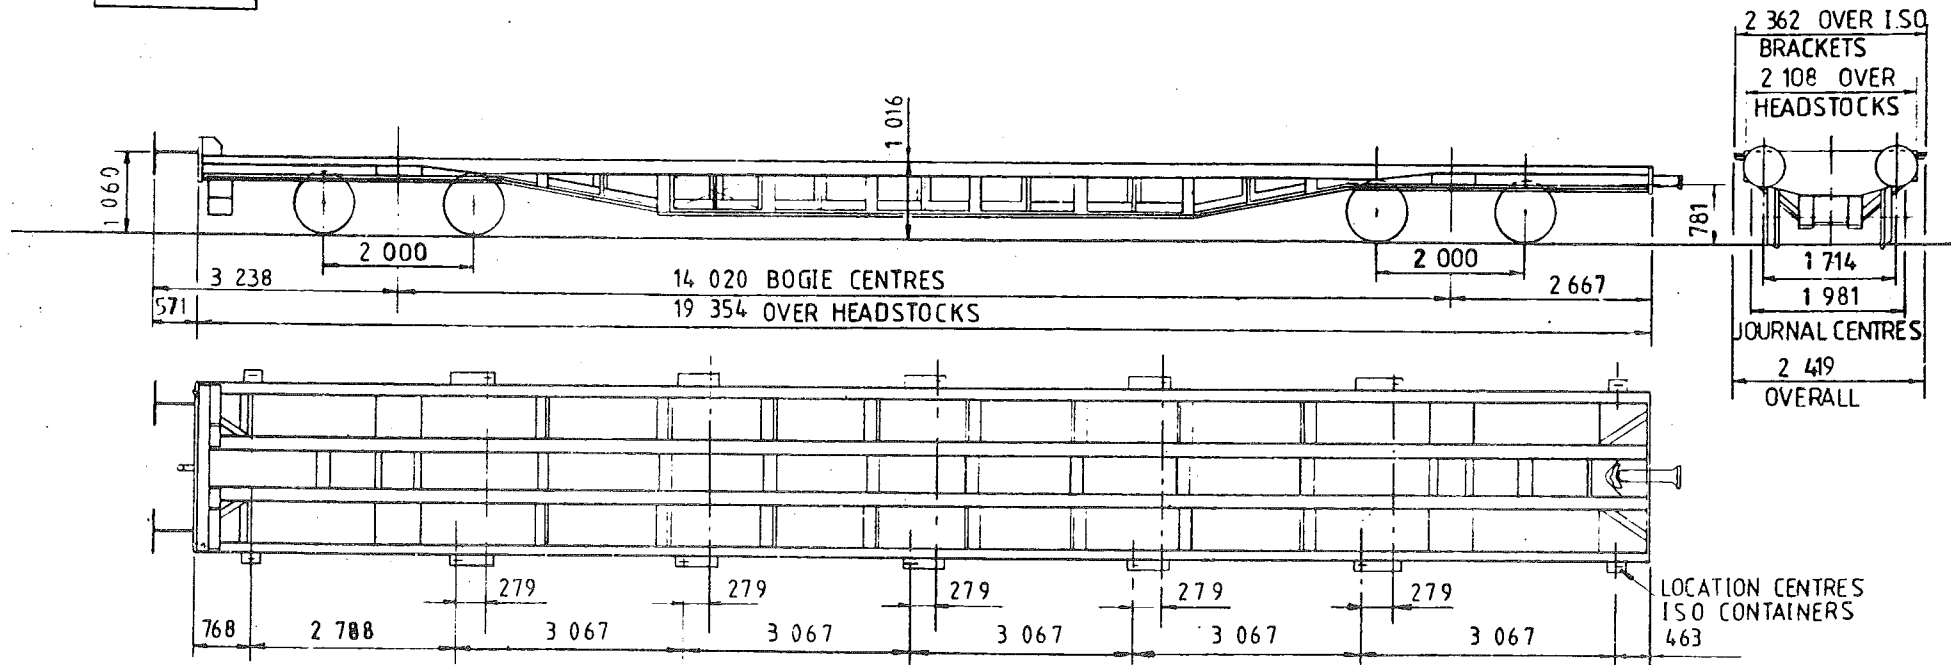 2 362 OVER I.SO
BRACKETS
2 108 OVER
HEADSTOCKS
1 016
1 060
781
2 000
2 000
1 714
3 238
14 020 BOGIE CENTRES
2 667
1 981
571
19 354 OVER HEADSTOCKS
JOURNAL CENTRES
2 419
OVERALL
279
279
279
279
279
LOCATION CENTRES
ISO CONTAINERS
768
2 788
3 067
3 067
3 067
3 067
3 067
463